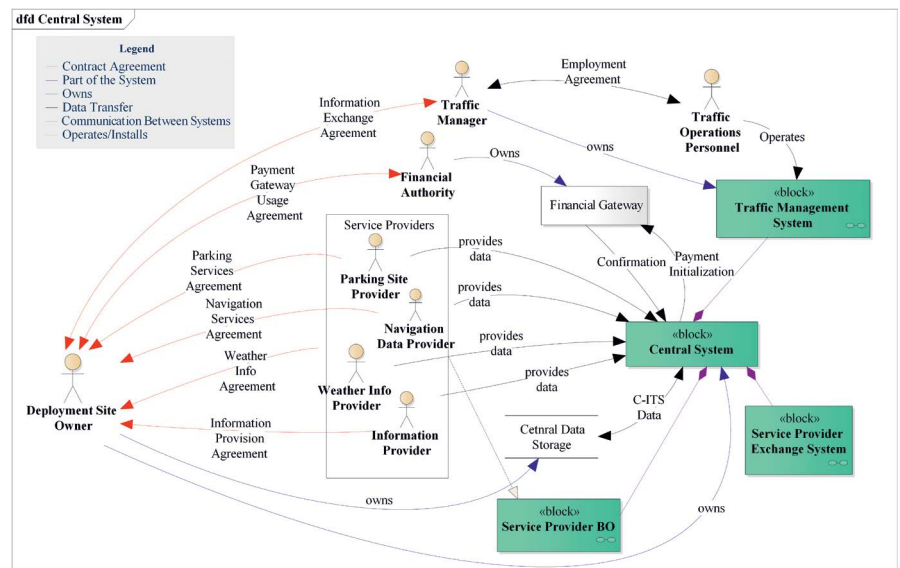 dfd Central System
Legend
Contract Agreement
Part of the System
Owns
Data Transfer
Communication Between Systems
Operates/Installs
Information
Exchange
Agreement
Traffic
Manager
Employment
Agreement
Traffic
Operations
Personnel
Operates
owns
Payment
Gateway
Usage
Agreement
Financial
Authority
Owns
Financial Gateway
«block»
Traffic Management
System
Service Providers
Parking
Services
Agreement
Parking Site
Provider
provides
data
Confirmation
Payment
Initialization
Navigation
Services
Agreement
Navigation
Data Provider
provides
data
«block»
Central System
Weather
Info
Agreement
Weather Info
Provider
provides
data
provides
data
Deployment Site
Owner
Information
Provision
Agreement
Information
Provider
C-ITS
Data
Cetnral Data
Storage
«block»
Service Provider
Exchange System
owns
«block»
Service Provider BO
owns